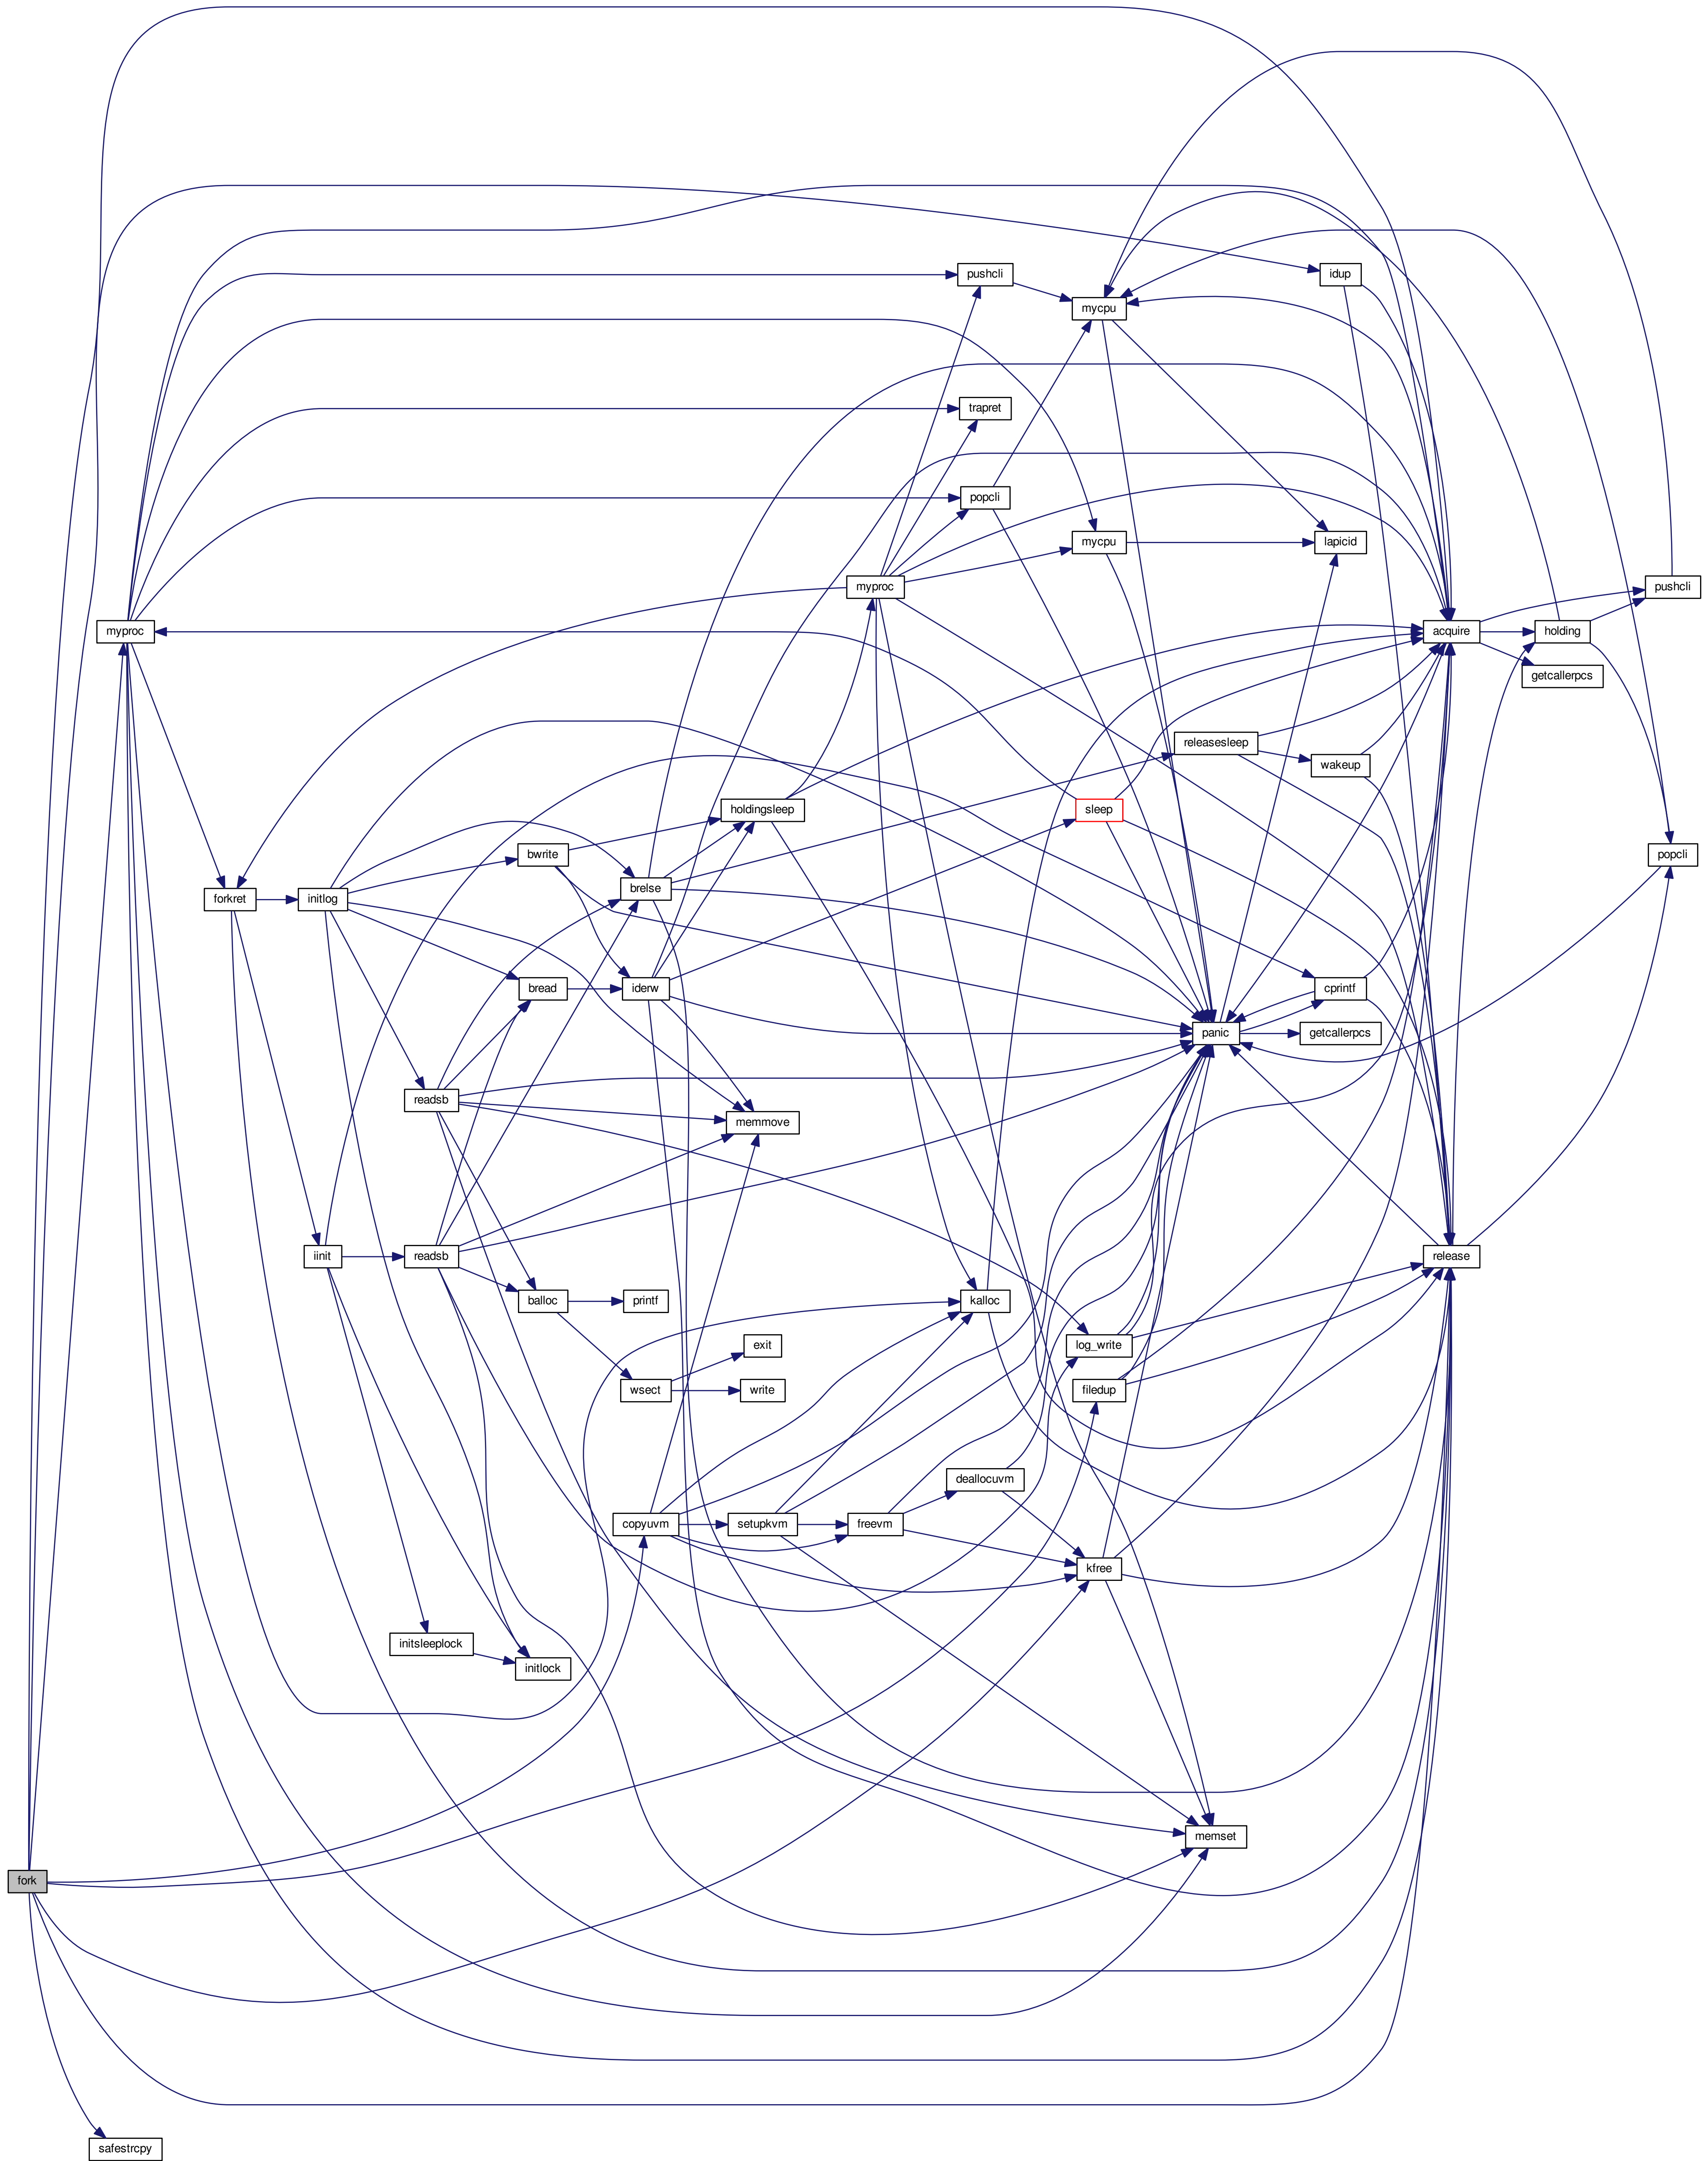 idup
pushcli
mycpu
trapret
popcli
mycpu
lapicid
myproc
pushcli
myproc
acquire
holding
getcallerpcs
releasesleep
wakeup
holdingsleep
sleep
bwrite
popcli
brelse
forkret
initlog
bread
iderw
cprintf
panic
getcallerpcs
readsb
memmove
iinit
readsb
release
balloc
printf
kalloc
exit
log_write
wsect
write
filedup
deallocuvm
copyuvm
setupkvm
freevm
kfree
initsleeplock
initlock
memset
fork
safestrcpy